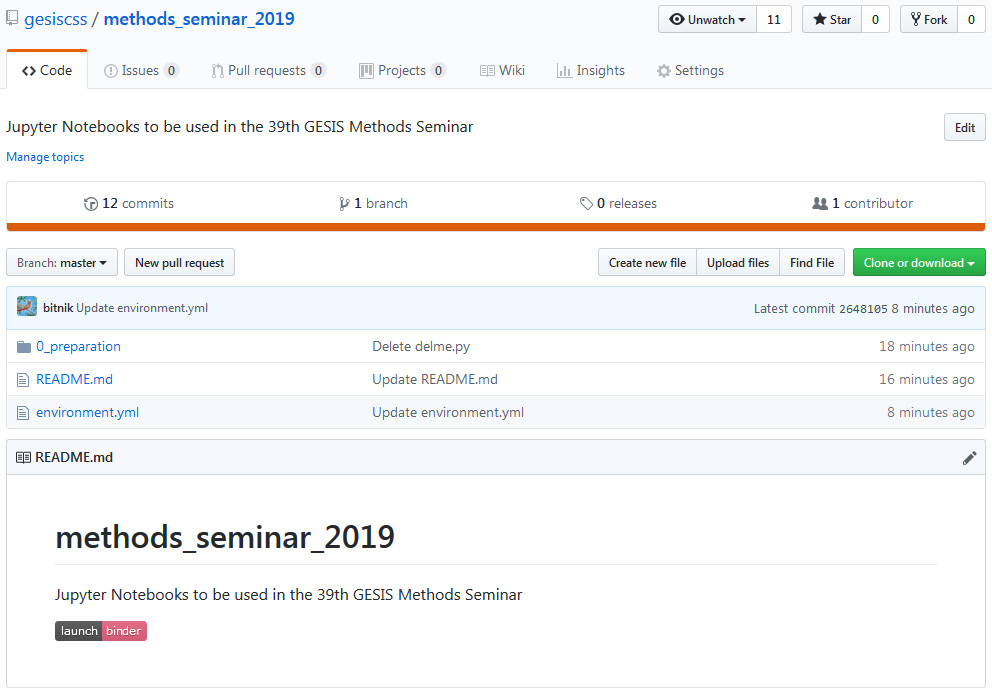 gesiscss / methods_seminar_2019 Unwatch 11 Star 0 Fork 0
Code Issues 0 Pull requests 0 Projects 0 Wiki Insights Settings
Jupyter Notebooks to be used in the 39th GESIS Methods Seminar Edit
Manage topics
12 commits 1 branch 0 releases 1 contributor
Branch: master New pull request Create new file Upload files Find File Clone or download
bitnik Update environment.yml Latest commit 2648105 8 minutes ago
0_preparation Delete delme.py 18 minutes ago
README.md Update README.md 16 minutes ago
environment.yml Update environment.yml 8 minutes ago
README.md
methods_seminar_2019
Jupyter Notebooks to be used in the 39th GESIS Methods Seminar
launch binder